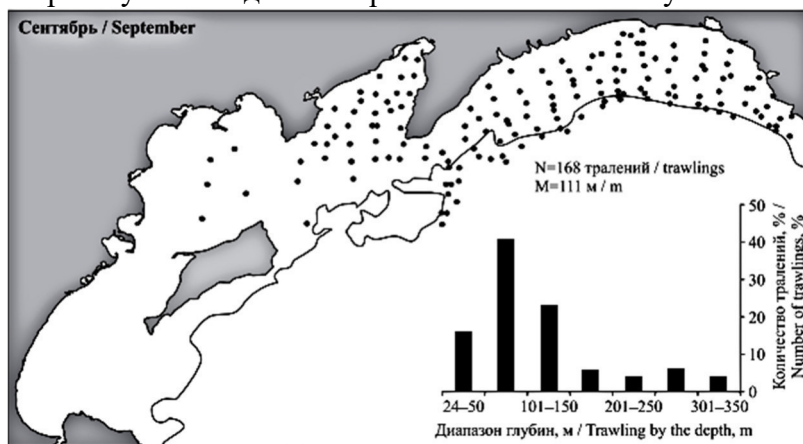 Сентябрь / September
N=168 тралений / trawlings
M=111 м / m
50
40
30
20
10
0
Количество тралений, % /
Number of trawlings, %
24–50 101–150 201–250 301–350
Диапазон глубин, м / Trawling by the depth, m